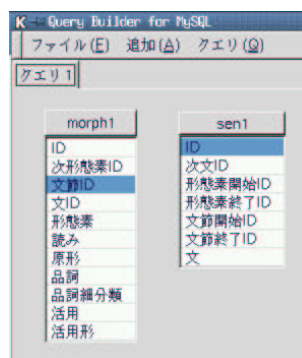 Query Builder for MySQL
ファイル(F) 追加(A) クエリ(Q)
クエリ1
morph1
ID
次形態素ID
文節ID
文ID
形態素
読み
原形
品詞
品詞細分類
活用
活用形
sen1
ID
次文ID
形態素開始ID
形態素終了ID
文節開始ID
文節終了ID
文